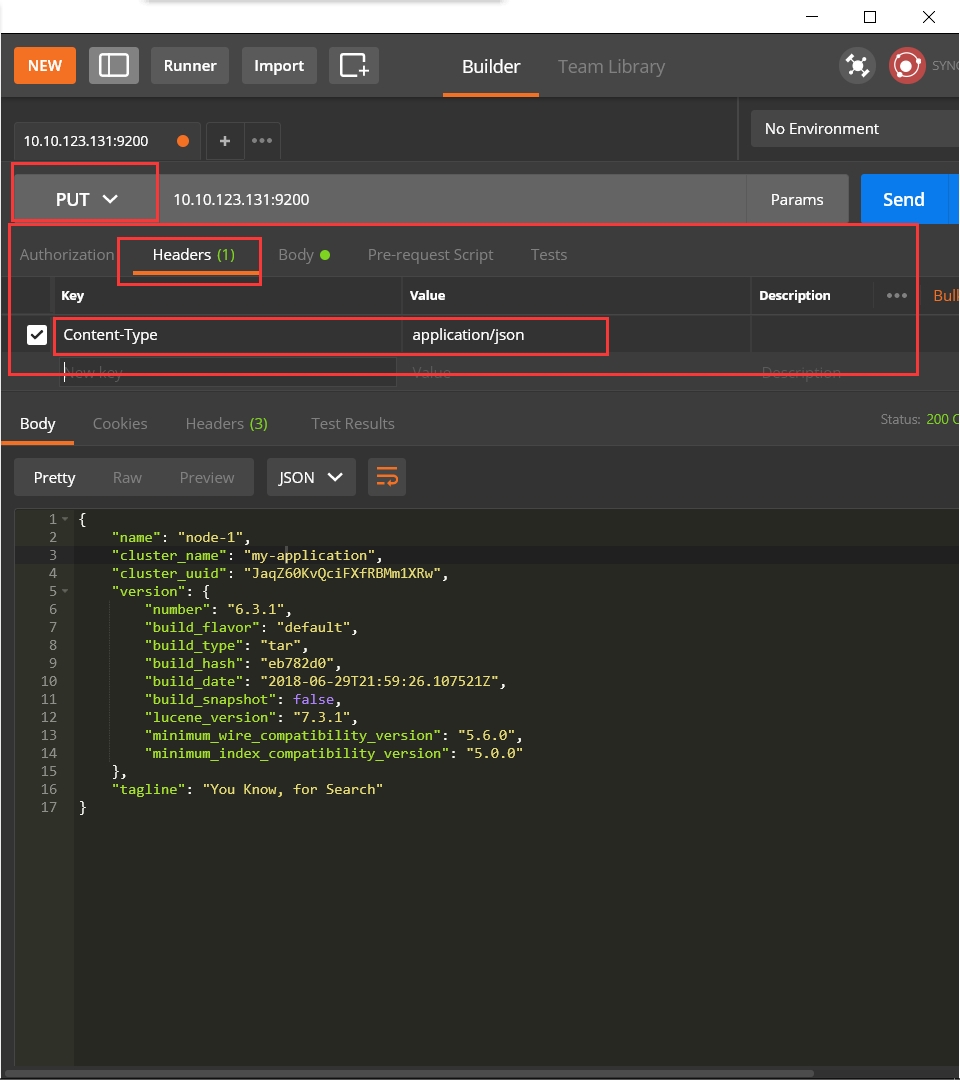 NEW Runner Import Builder Team Library
10.10.123.131:9200 + ••• No Environment
PUT 10.10.123.131:9200 Params Send
Authorization Headers (1) Body Pre-request Script Tests
Key Value Description •••
Content-Type application/json
New key Value Description
Body Cookies Headers (3) Test Results Status: 200
Pretty Raw Preview JSON
1 {
2 "name": "node-1",
3 "cluster_name": "my-application",
4 "cluster_uuid": "JaqZ60KvQciFXfRBMm1XRw",
5 "version": {
6 "number": "6.3.1",
7 "build_flavor": "default",
8 "build_type": "tar",
9 "build_hash": "eb782d0",
10 "build_date": "2018-06-29T21:59:26.107521Z",
11 "build_snapshot": false,
12 "lucene_version": "7.3.1",
13 "minimum_wire_compatibility_version": "5.6.0",
14 "minimum_index_compatibility_version": "5.0.0"
15 },
16 "tagline": "You Know, for Search"
17 }